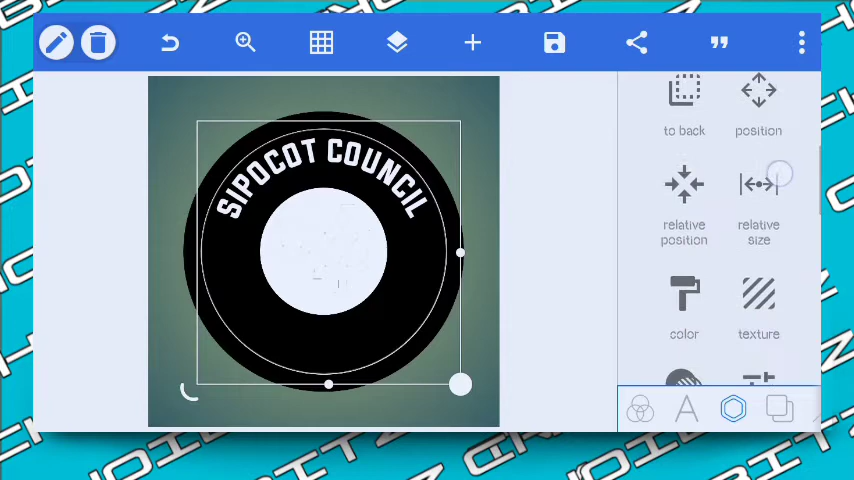 SIPOCOT COUNCIL
to back
position
relative
position
relative
size
color
texture